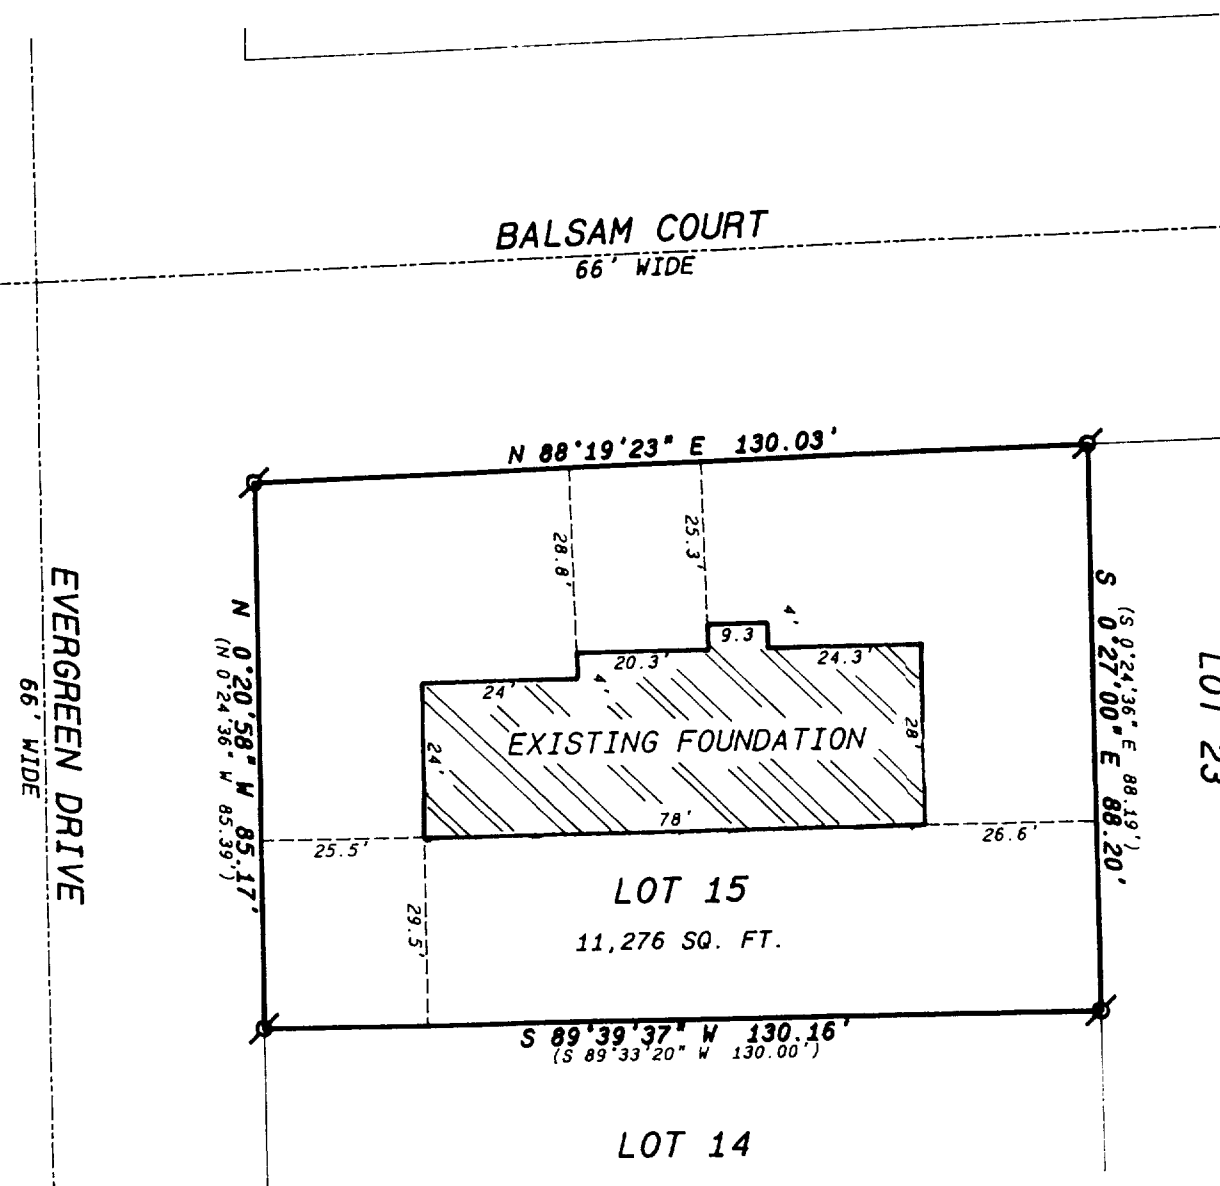 BALSAM COURT
66' WIDE
N 88°19'23" E 130.03'
28.8'
25.3'
9.3
4'
20.3'
24.3'
24'
4'
EXISTING FOUNDATION
24'
28'
78'
25.5'
26.6'
LOT 15
29.5'
11,276 SQ. FT.
S 89°39'37" W 130.16'
(S 89°33'20" W 130.00')
LOT 14
EVERGREEN DRIVE
66' WIDE
N 0°20'58" W 85.17'
(N 0°24'36" W 85.39')
(S 0°24'36" E 88.19')
S 0°27'00" E 88.20'
LOT 23